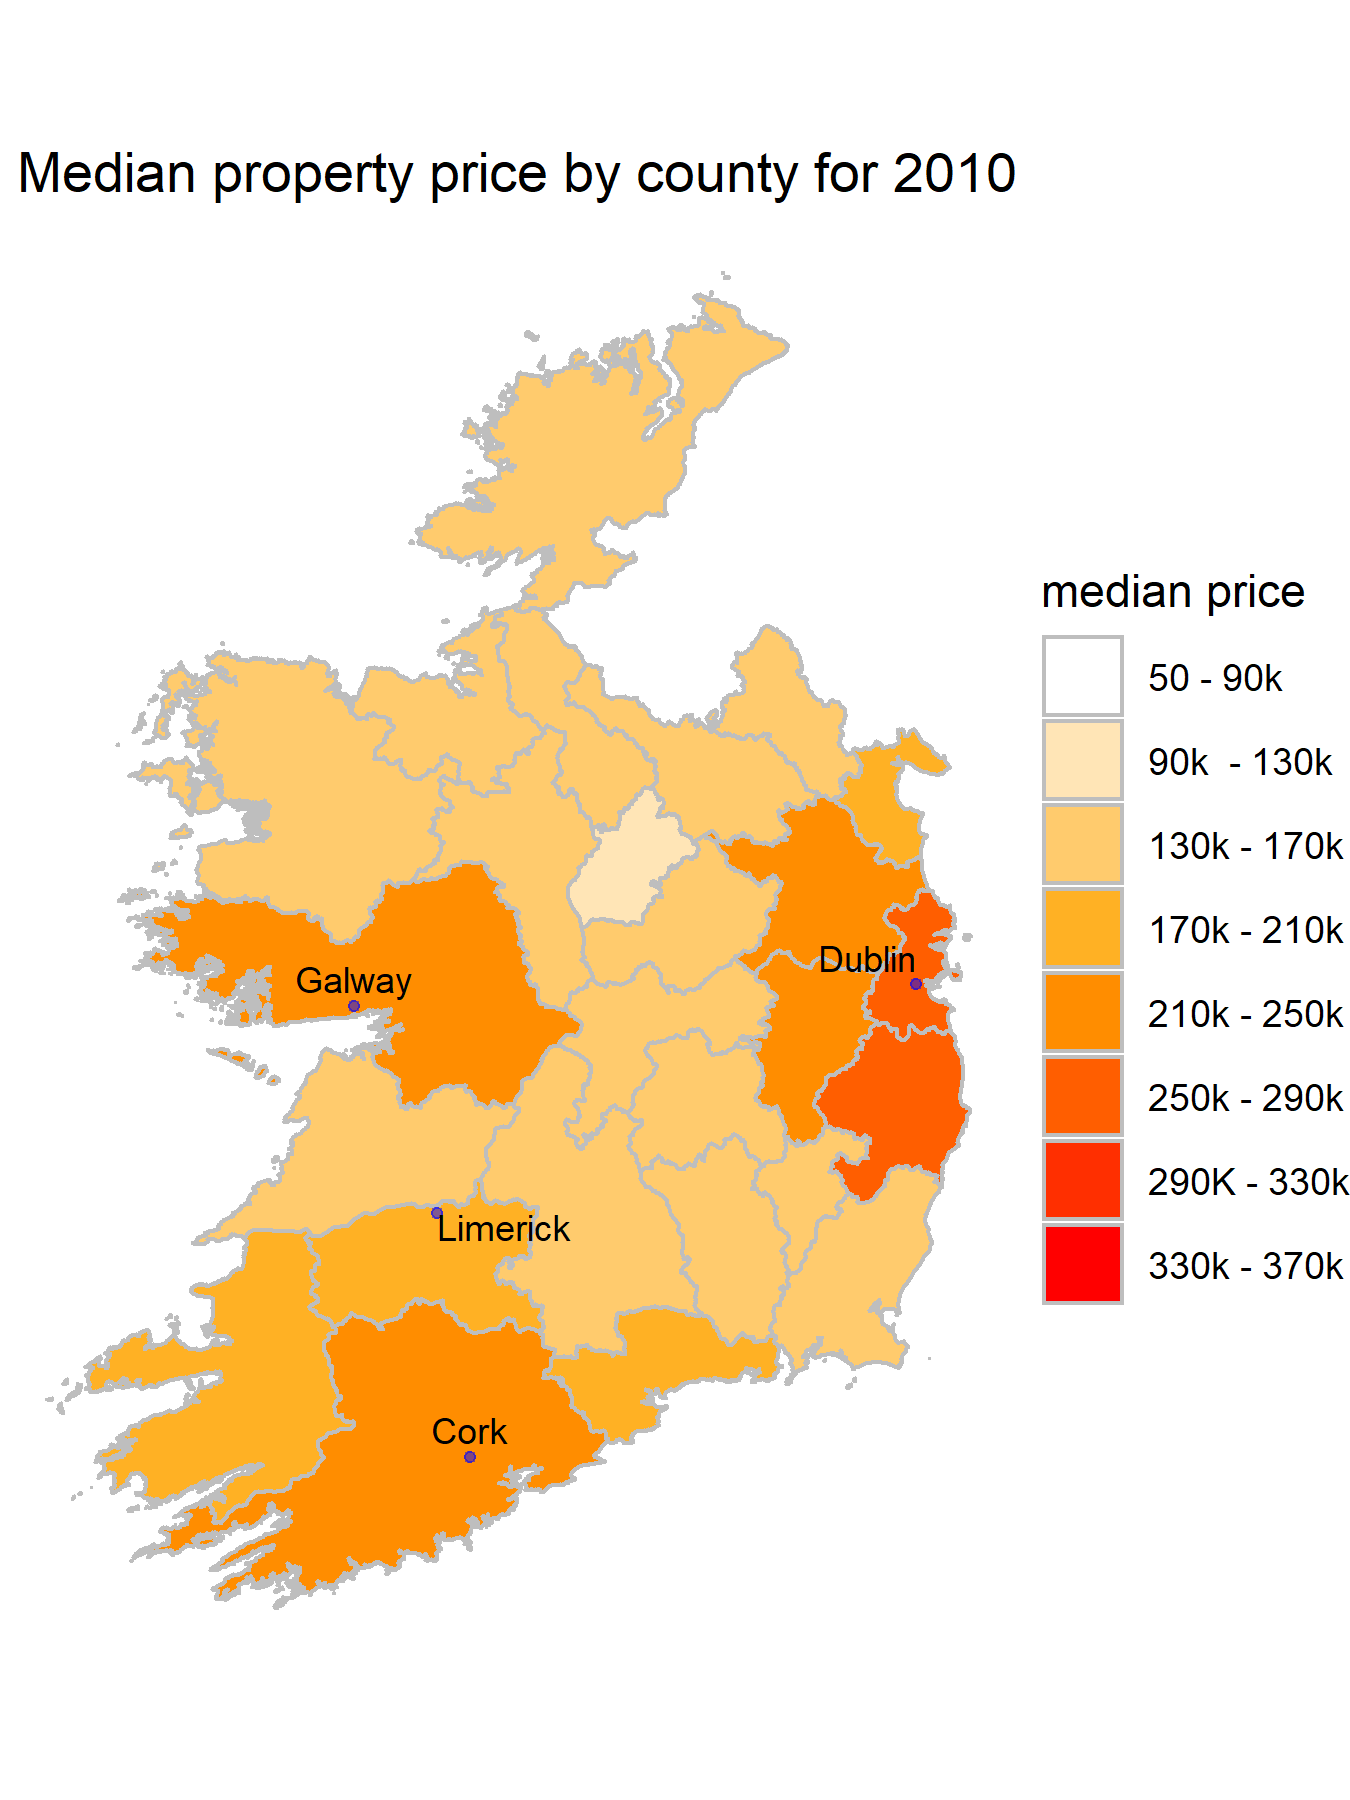 Median property price by county for 2010
median price
50 - 90k
90k  - 130k
130k - 170k
170k - 210k
210k - 250k
250k - 290k
290K - 330k
330k - 370k
Dublin
Galway
Limerick
Cork